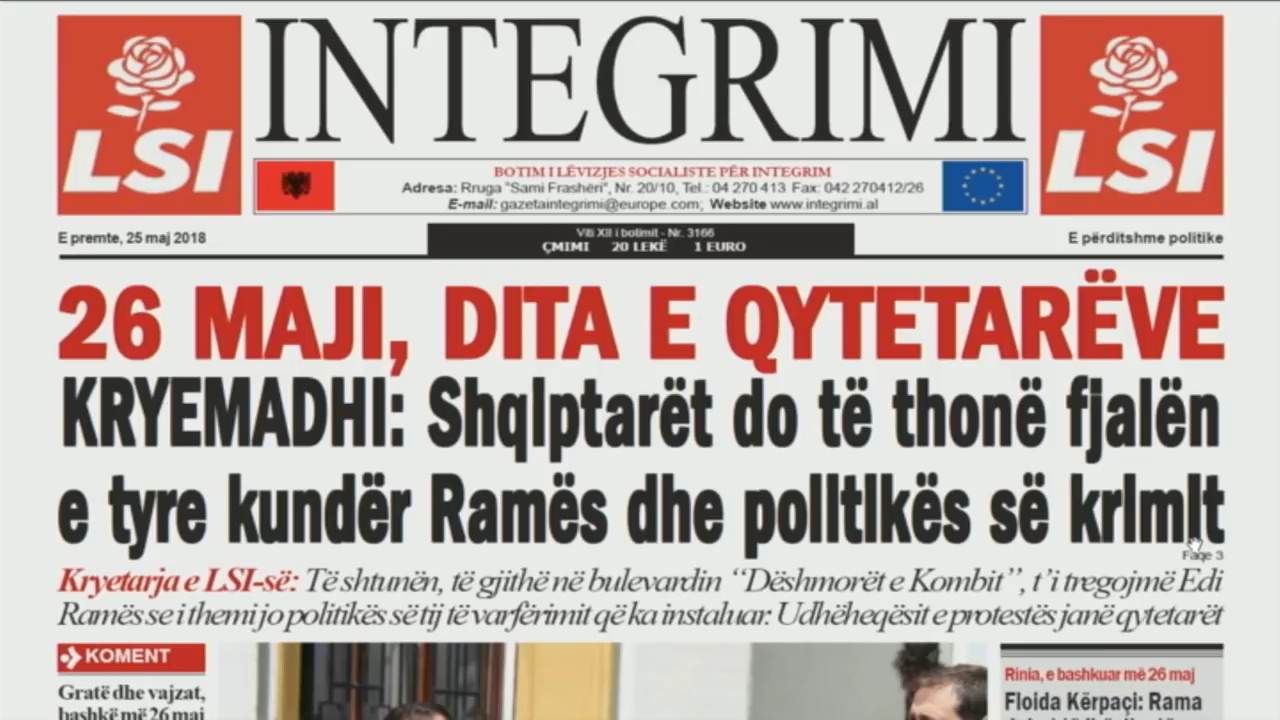 LSI
INTEGRIMI
LSI
BOTIM I LËVIZJES SOCIALISTE PËR INTEGRIM
Adresa: Rruga "Sami Frashëri", Nr. 20/10, Tel.: 04 270 413 Fax: 042 270412/26
E-mail: gazetaintegrimi@europe.com; Website www.integrimi.al
E premte, 25 maj 2018
Viti XII i botimit - Nr. 3166
ÇMIMI 20 LEKË 1 EURO
E përditshme politike
26 MAJI, DITA E QYTETARËVE
KRYEMADHI: Shqiptarët do të thonë fjalën
e tyre kundër Ramës dhe politikës së krimit
Faqe 3
Kryetarja e LSI-së: Të shtunën, të gjithë në bulevardin “Dëshmorët e Kombit”, t’i tregojmë Edi
Ramës se i themi jo politikës së tij të varfërimit që ka instaluar. Udhëheqësit e protestës janë qytetarët
KOMENT
Gratë dhe vajzat,
bashkë më 26 maj
Rinia, e bashkuar më 26 maj
Floida Kërpaçi: Rama